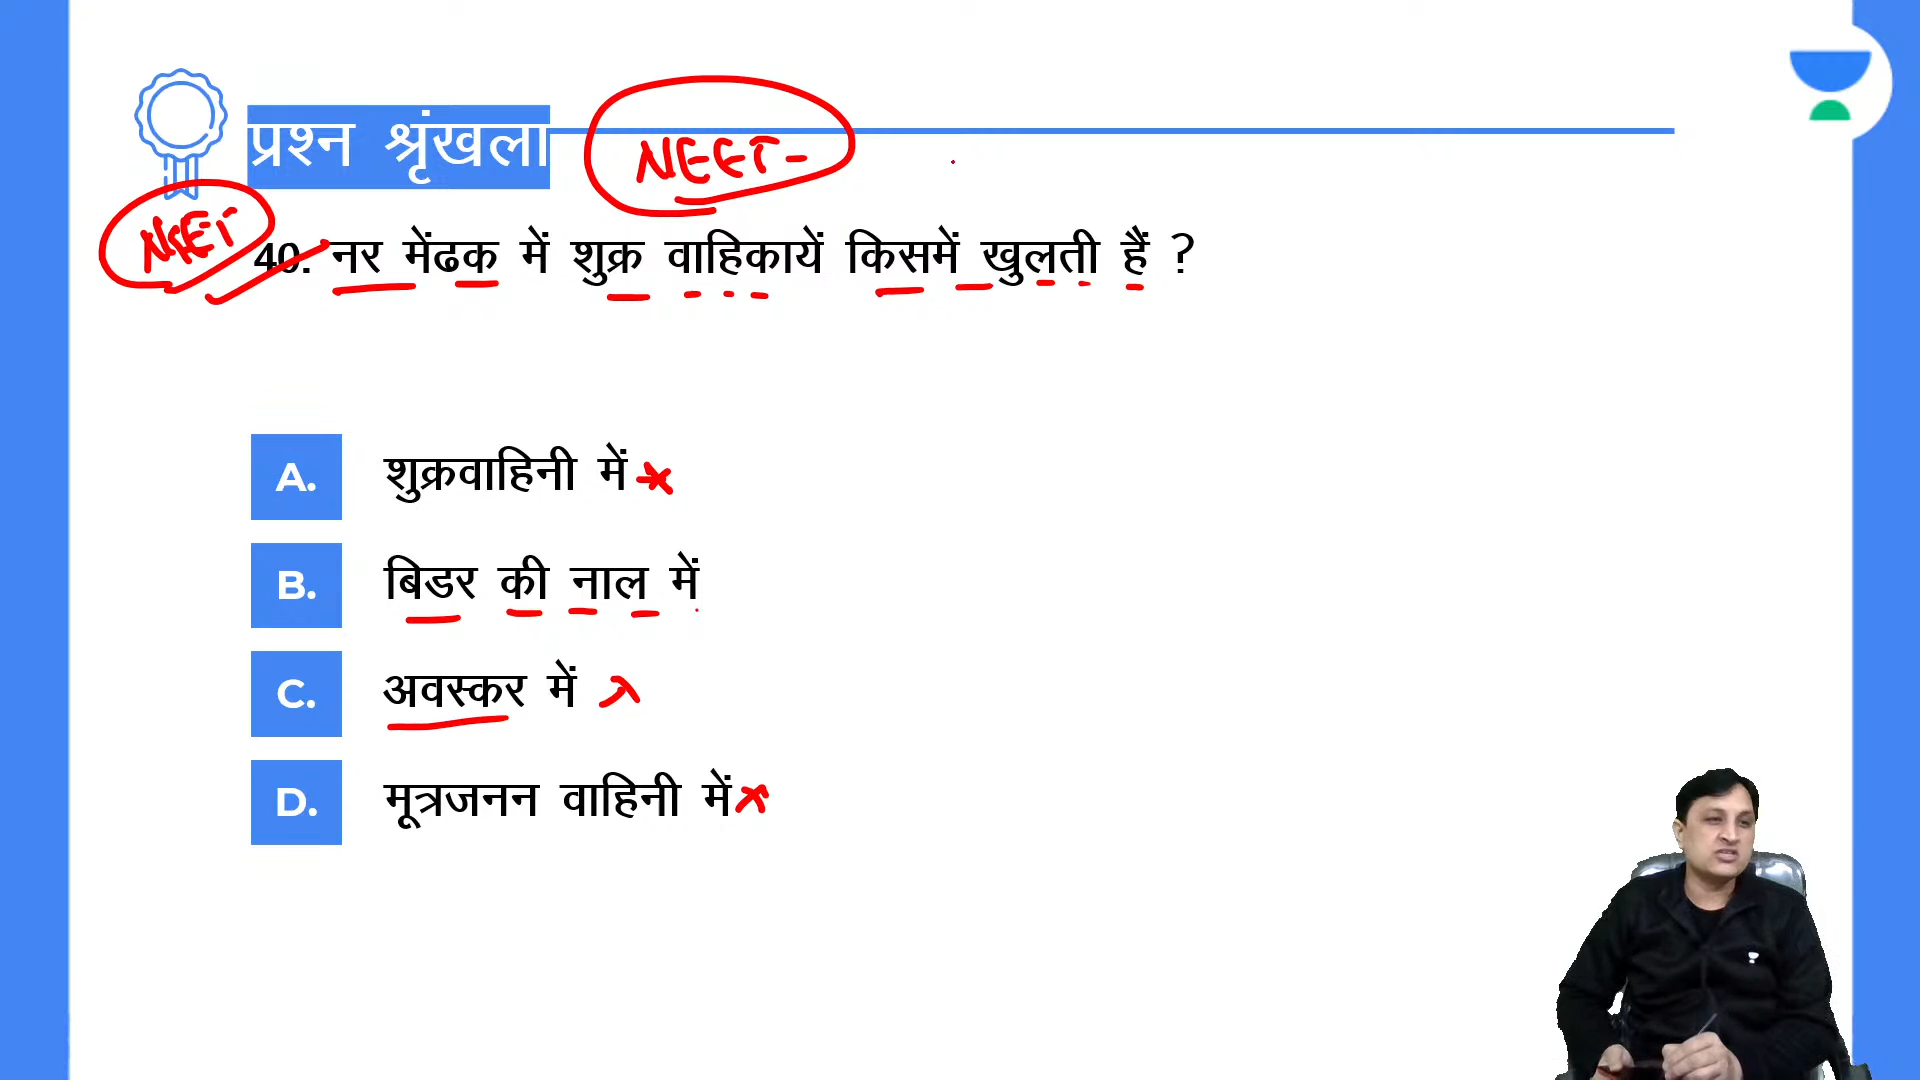 प्रश्न श्रृंखला
NEET-
NEET
40. नर मेंढक में शुक्र वाहिकायें किसमें खुलती हैं ?
A. शुक्रवाहिनी में
B. बिडर की नाल में
C. अवस्कर में
D. मूत्रजनन वाहिनी में